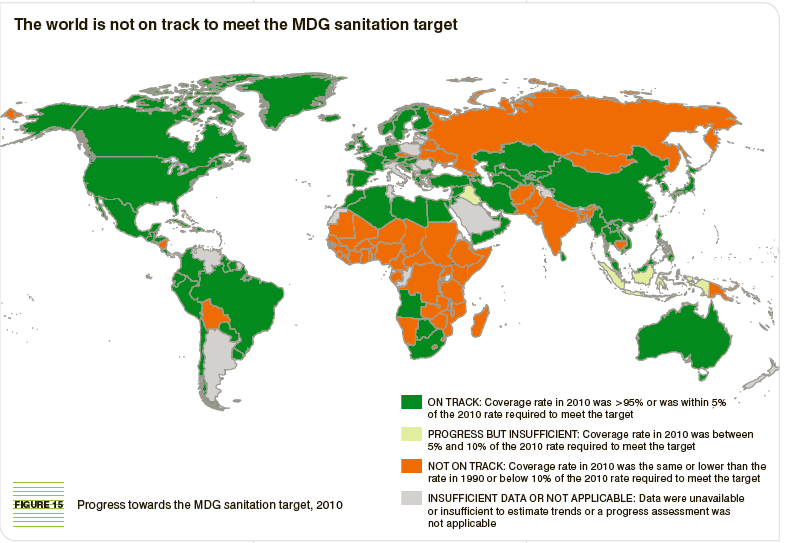 The world is not on track to meet the MDG sanitation target
ON TRACK: Coverage rate in 2010 was >95% or was within 5%
of the 2010 rate required to meet the target
PROGRESS BUT INSUFFICIENT: Coverage rate in 2010 was between
5% and 10% of the 2010 rate required to meet the target
NOT ON TRACK: Coverage rate in 2010 was the same or lower than the
rate in 1990 or below 10% of the 2010 rate required to meet the target
INSUFFICIENT DATA OR NOT APPLICABLE: Data were unavailable
or insufficient to estimate trends or a progress assessment was
not applicable
FIGURE 15 Progress towards the MDG sanitation target, 2010